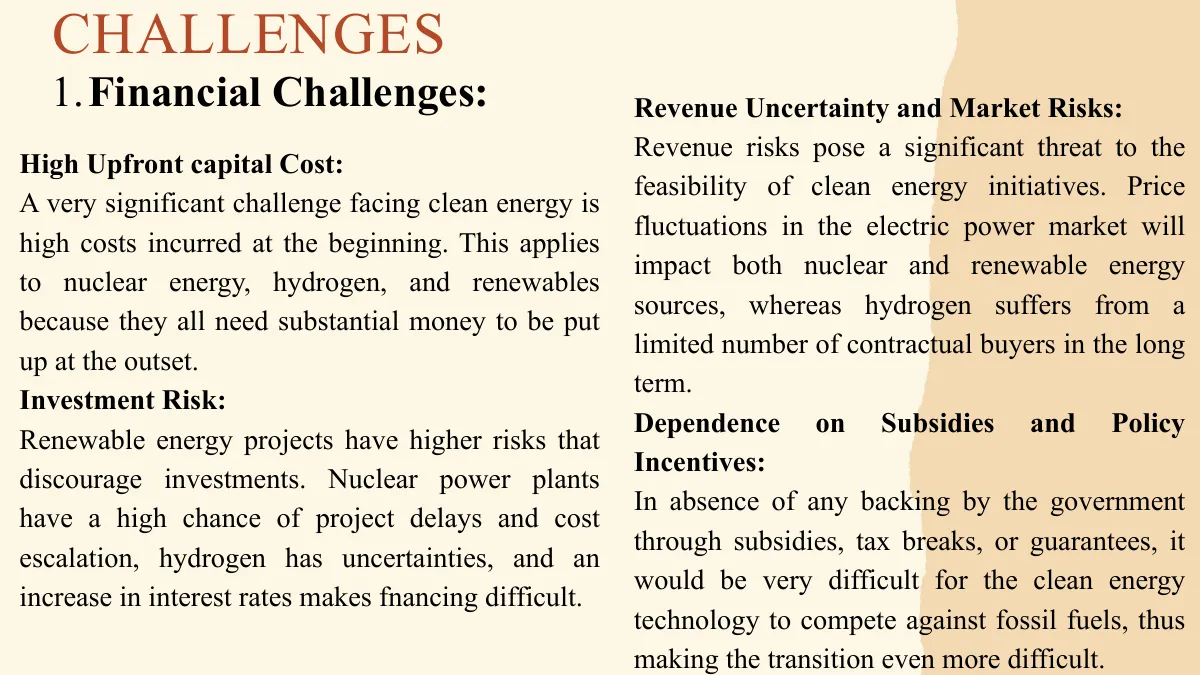 CHALLENGES
1. Financial Challenges:
High Upfront capital Cost:
A very significant challenge facing clean energy is
high costs incurred at the beginning. This applies
to nuclear energy, hydrogen, and renewables
because they all need substantial money to be put
up at the outset.
Investment Risk:
Renewable energy projects have higher risks that
discourage investments. Nuclear power plants
have a high chance of project delays and cost
escalation, hydrogen has uncertainties, and an
increase in interest rates makes fnancing difficult.
Revenue Uncertainty and Market Risks:
Revenue risks pose a significant threat to the
feasibility of clean energy initiatives. Price
fluctuations in the electric power market will
impact both nuclear and renewable energy
sources, whereas hydrogen suffers from a
limited number of contractual buyers in the long
term.
Dependence on Subsidies and Policy
Incentives:
In absence of any backing by the government
through subsidies, tax breaks, or guarantees, it
would be very difficult for the clean energy
technology to compete against fossil fuels, thus
making the transition even more difficult.